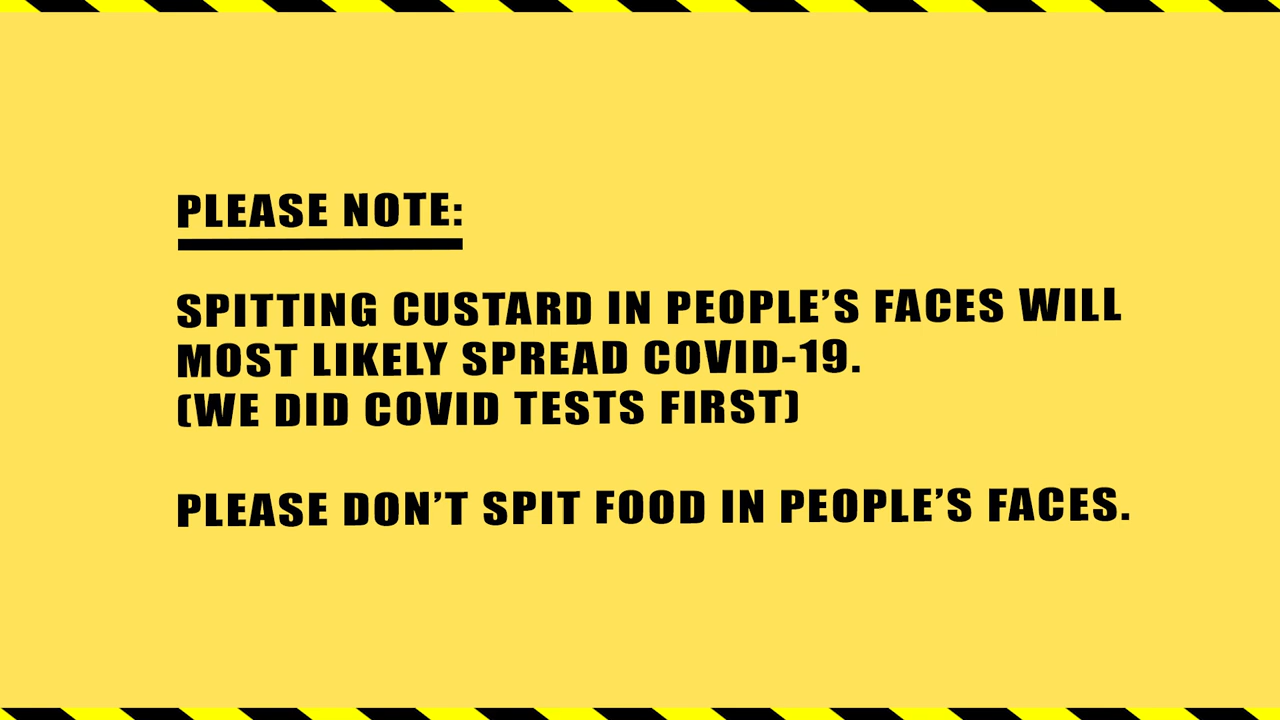 PLEASE NOTE:
SPITTING CUSTARD IN PEOPLE’S FACES WILL
MOST LIKELY SPREAD COVID-19.
(WE DID COVID TESTS FIRST)
PLEASE DON’T SPIT FOOD IN PEOPLE’S FACES.